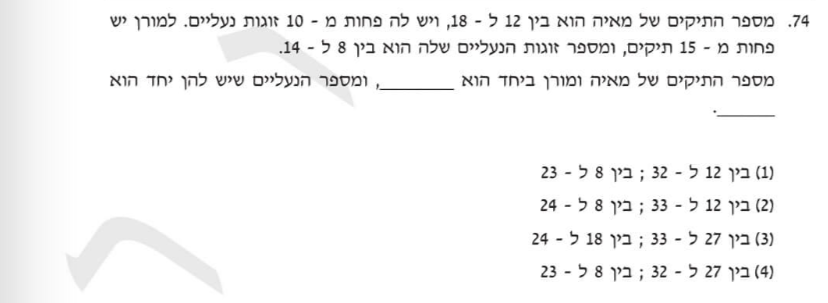 74. מספר התיקים של מאיה הוא בין 12 ל - 18, ויש לה פחות מ - 10 זוגות נעליים. למורן יש
פחות מ - 15 תיקים, ומספר זוגות הנעליים שלה הוא בין 8 ל - 14.
מספר התיקים של מאיה ומורן ביחד הוא ________, ומספר הנעליים שיש להן יחד הוא
______.
(1) בין 12 ל - 32 ; בין 8 ל - 23
(2) בין 12 ל - 33 ; בין 8 ל - 24
(3) בין 27 ל - 33 ; בין 18 ל - 24
(4) בין 27 ל - 32 ; בין 8 ל - 23